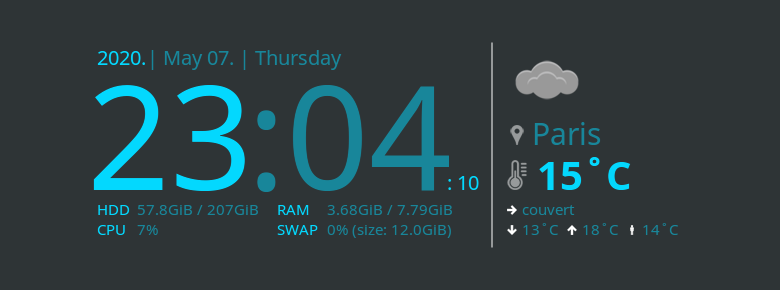 2020.| May 07. | Thursday
23:04:10
HDD 57.8GiB / 207GiB RAM 3.68GiB / 7.79GiB
CPU 7% SWAP 0% (size: 12.0GiB)
Paris
15˚C
couvert
13˚C 18˚C 14˚C